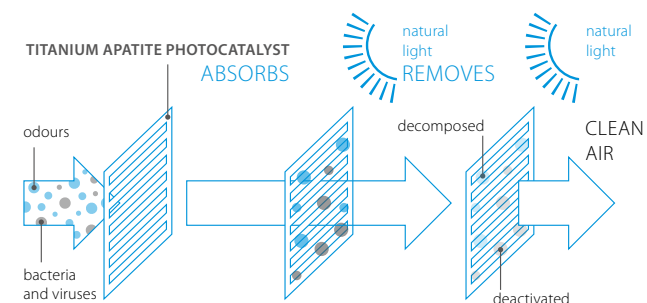 TITANIUM APATITE PHOTOCATALYST
ABSORBS
natural
light
REMOVES
natural
light
odours
decomposed
CLEAN
AIR
bacteria
and viruses
deactivated